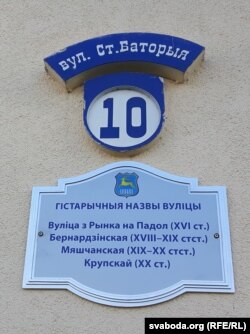 вул. Ст.Баторыя
10
ГІСТАРЫЧНЫЯ НАЗВЫ ВУЛІЦЫ
Вуліца з Рынка на Падол (XVI ст.)
Бернардзінская (XVIII–XIX стст.)
Мяшчанская (XIX–XX стст.)
Крупскай (XX ст.)
svaboda.org (RFE/RL)